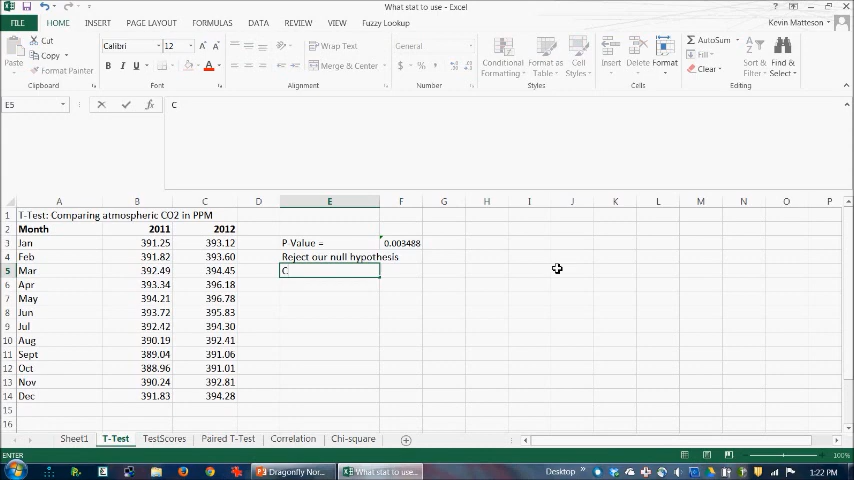 What stat to use - Excel
FILE HOME INSERT PAGE LAYOUT FORMULAS DATA REVIEW VIEW Fuzzy Lookup Kevin Matteson
Paste Cut Copy Format Painter Clipboard
Calibri 12 B I U A Font
Wrap Text Merge & Center Alignment
General $ % , Number
Conditional Formatting Format as Table Cell Styles Styles
Insert Delete Format Cells
AutoSum Fill Clear Sort & Filter Find & Select Editing
E5 fx C
A B C D E F G H I J K L M N O P
1 T-Test: Comparing atmospheric CO2 in PPM
2 Month 2011 2012
3 Jan 391.25 393.12 P Value = 0.003488
4 Feb 391.82 393.60 Reject our null hypothesis
5 Mar 392.49 394.45 C
6 Apr 393.34 396.18
7 May 394.21 396.78
8 Jun 393.72 395.83
9 Jul 392.42 394.30
10 Aug 390.19 392.41
11 Sept 389.04 391.06
12 Oct 388.96 391.01
13 Nov 390.24 392.81
14 Dec 391.83 394.28
15
16
Sheet1 T-Test TestScores Paired T-Test Correlation Chi-square
ENTER 100%
Dragonfly Nor... What stat to use... Desktop 1:22 PM